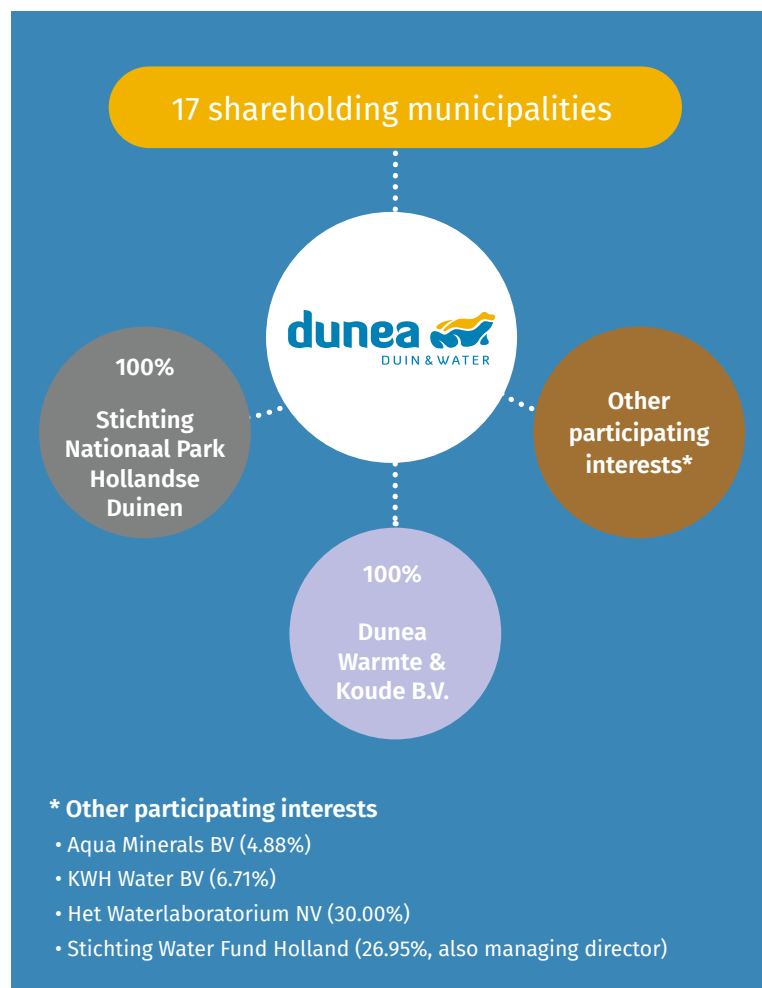 17 shareholding municipalities
dunea
DUIN & WATER
100%
Stichting
Nationaal Park
Hollandse
Duinen
Other
participating
interests*
100%
Dunea
Warmte &
Koude B.V.
* Other participating interests
• Aqua Minerals BV (4.88%)
• KWH Water BV (6.71%)
• Het Waterlaboratorium NV (30.00%)
• Stichting Water Fund Holland (26.95%, also managing director)